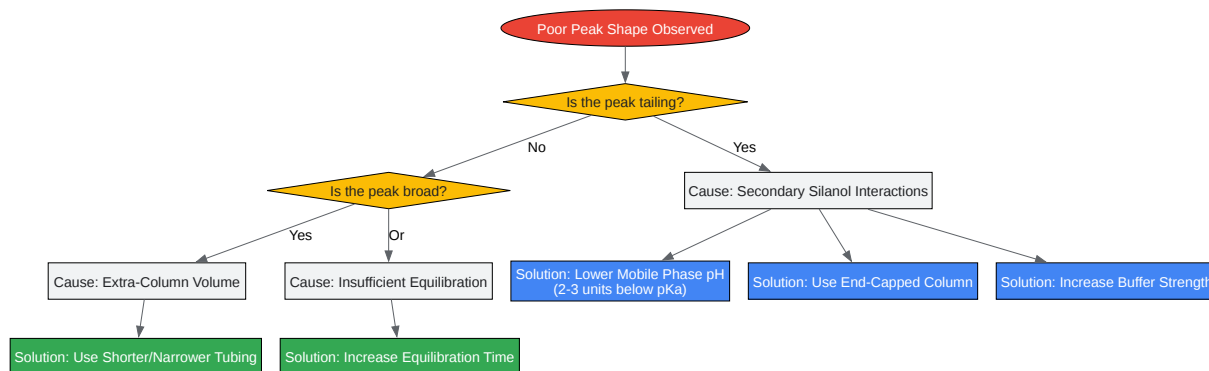 Poor Peak Shape Observed
Is the peak tailing?
No
Yes
Is the peak broad?
Cause: Secondary Silanol Interactions
Yes
Or
Cause: Extra-Column Volume
Cause: Insufficient Equilibration
Solution: Lower Mobile Phase pH
(2-3 units below pKa)
Solution: Use End-Capped Column
Solution: Increase Buffer Strength
Solution: Use Shorter/Narrower Tubing
Solution: Increase Equilibration Time